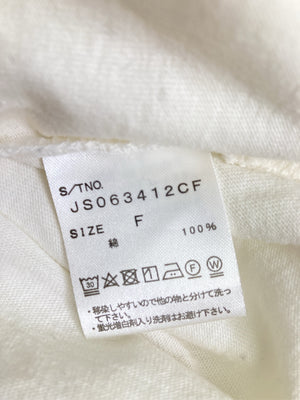 S/TNO.
JS063412CF
SIZE F
綿 100%
30 P W
・移染しやすいので他の物と分けて洗っ
て下さい。
・蛍光増白剤入り洗剤はお避け下さい。